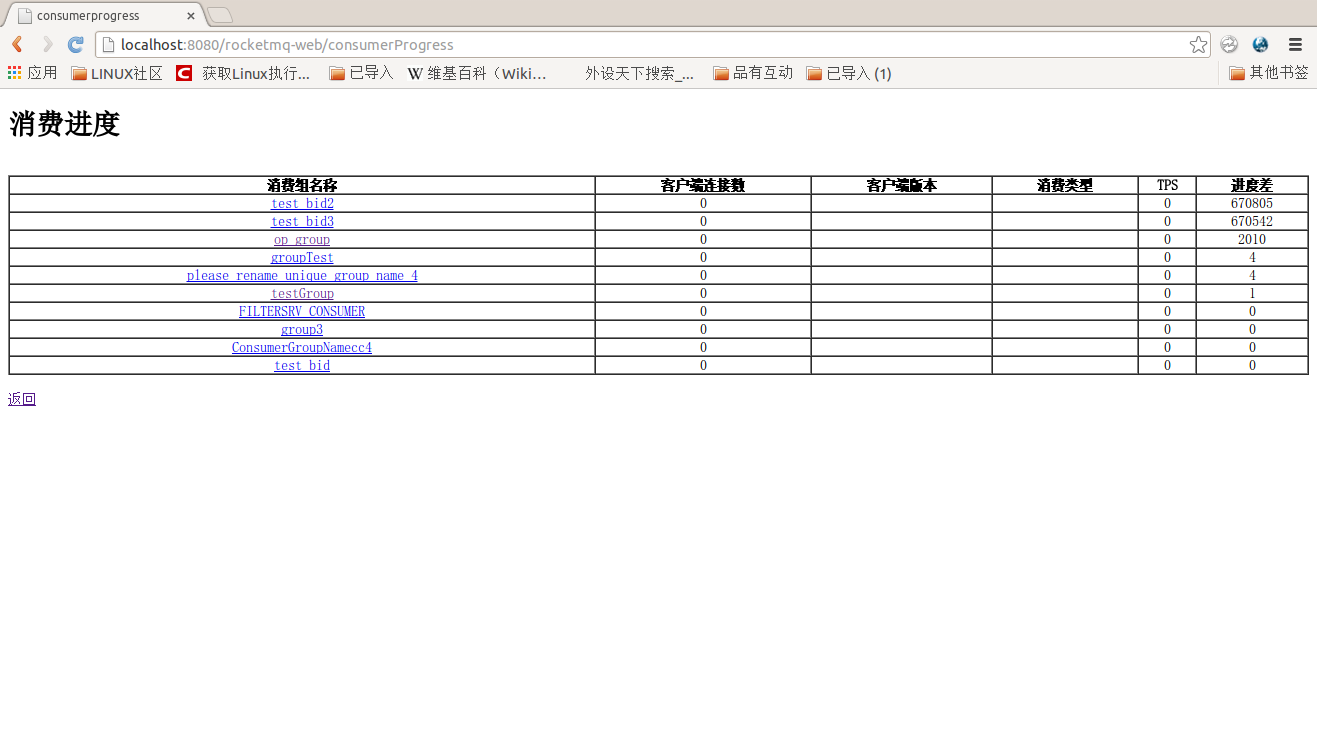 consumerprogress
localhost:8080/rocketmq-web/consumerProgress
应用 LINUX社区 获取Linux执行... 已导入 维基百科（Wiki... 外设天下搜索_... 品有互动 已导入 (1) 其他书签
消费进度
消费组名称 客户端连接数 客户端版本 消费类型 TPS 进度差
test_bid2 0 0 670805
test_bid3 0 0 670542
op_group 0 0 2010
groupTest 0 0 4
please_rename_unique_group_name_4 0 0 4
testGroup 0 0 1
FILTERSRV_CONSUMER 0 0 0
group3 0 0 0
ConsumerGroupNamecc4 0 0 0
test_bid 0 0 0
返回